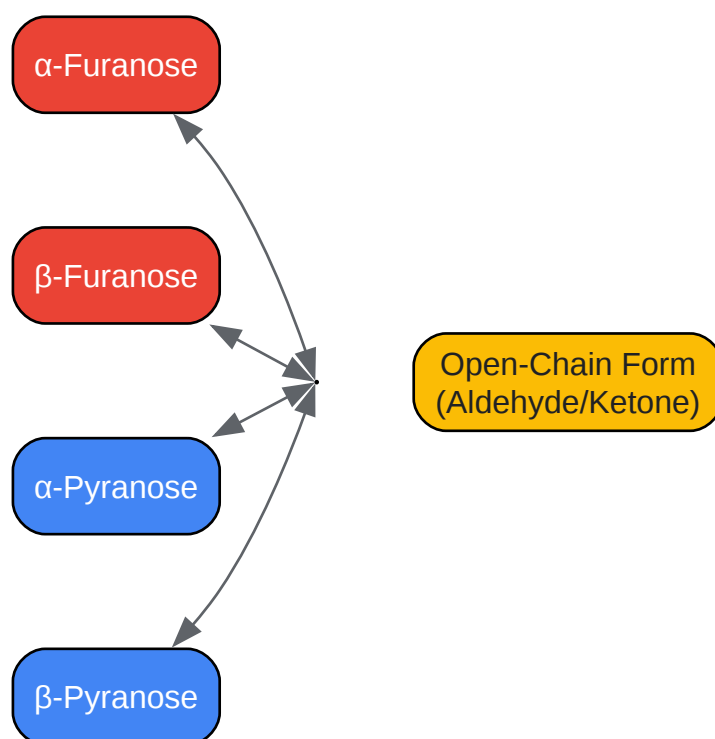 α-Furanose
β-Furanose
Open-Chain Form
(Aldehyde/Ketone)
α-Pyranose
β-Pyranose